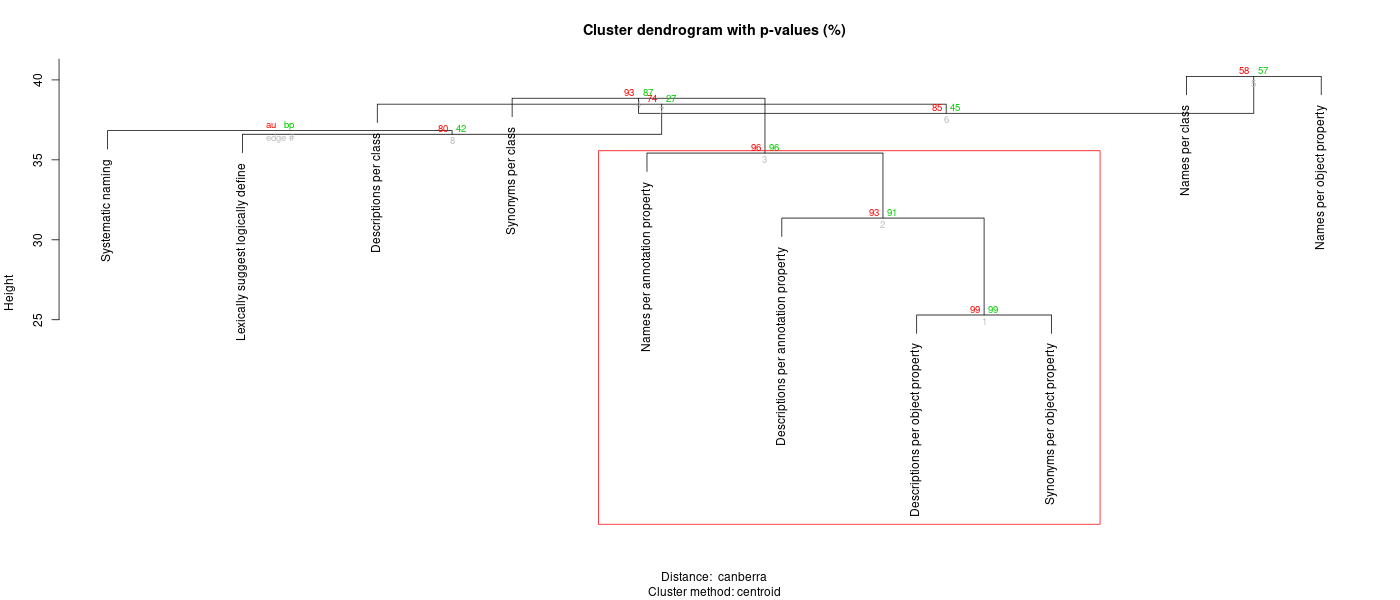 Cluster dendrogram with p-values (%)
Height
40
35
30
25
au bp
edge #
80 42
8
93 87
74 27
7
85 45
6
58 57
5
96 96
3
93 91
2
99 99
1
Systematic naming
Lexically suggest logically define
Descriptions per class
Synonyms per class
Names per annotation property
Descriptions per annotation property
Descriptions per object property
Synonyms per object property
Names per class
Names per object property
Distance: canberra
Cluster method: centroid